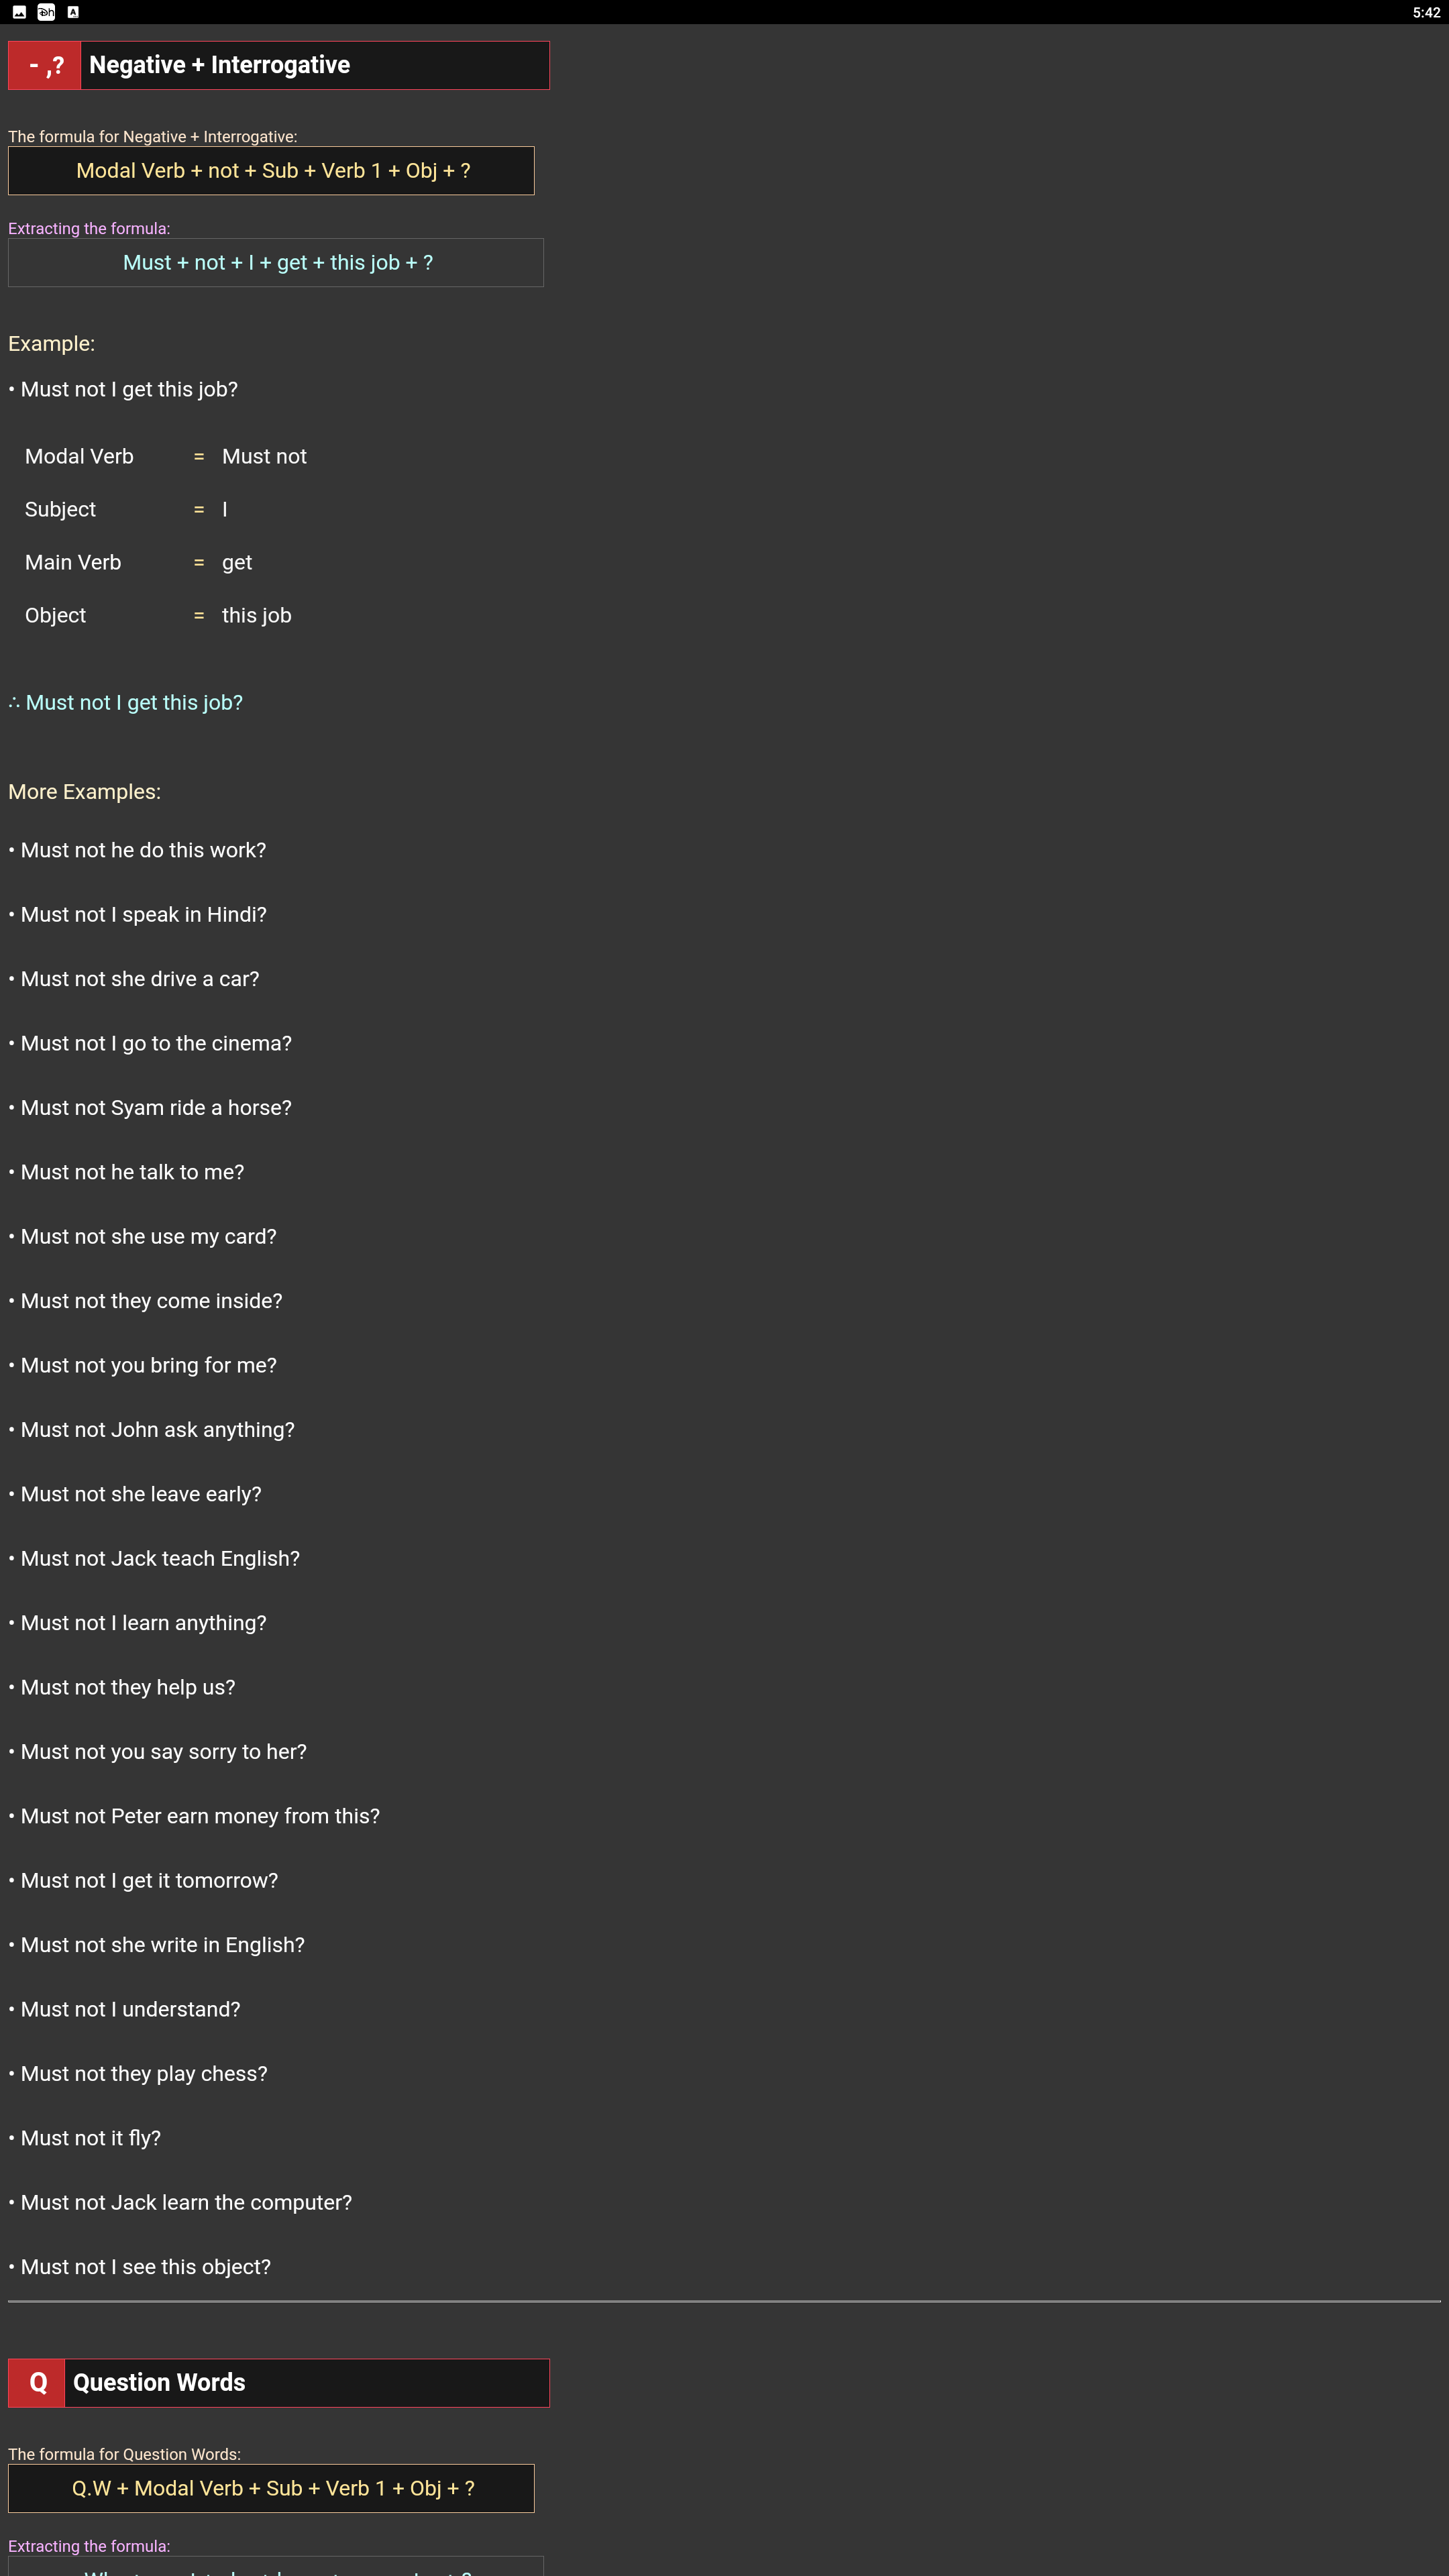 5:42
- ,? Negative + Interrogative
The formula for Negative + Interrogative:
Modal Verb + not + Sub + Verb 1 + Obj + ?
Extracting the formula:
Must + not + I + get + this job + ?
Example:
• Must not I get this job?
Modal Verb = Must not
Subject = I
Main Verb = get
Object = this job
∴ Must not I get this job?
More Examples:
• Must not he do this work?
• Must not I speak in Hindi?
• Must not she drive a car?
• Must not I go to the cinema?
• Must not Syam ride a horse?
• Must not he talk to me?
• Must not she use my card?
• Must not they come inside?
• Must not you bring for me?
• Must not John ask anything?
• Must not she leave early?
• Must not Jack teach English?
• Must not I learn anything?
• Must not they help us?
• Must not you say sorry to her?
• Must not Peter earn money from this?
• Must not I get it tomorrow?
• Must not she write in English?
• Must not I understand?
• Must not they play chess?
• Must not it fly?
• Must not Jack learn the computer?
• Must not I see this object?
Q Question Words
The formula for Question Words:
Q.W + Modal Verb + Sub + Verb 1 + Obj + ?
Extracting the formula: